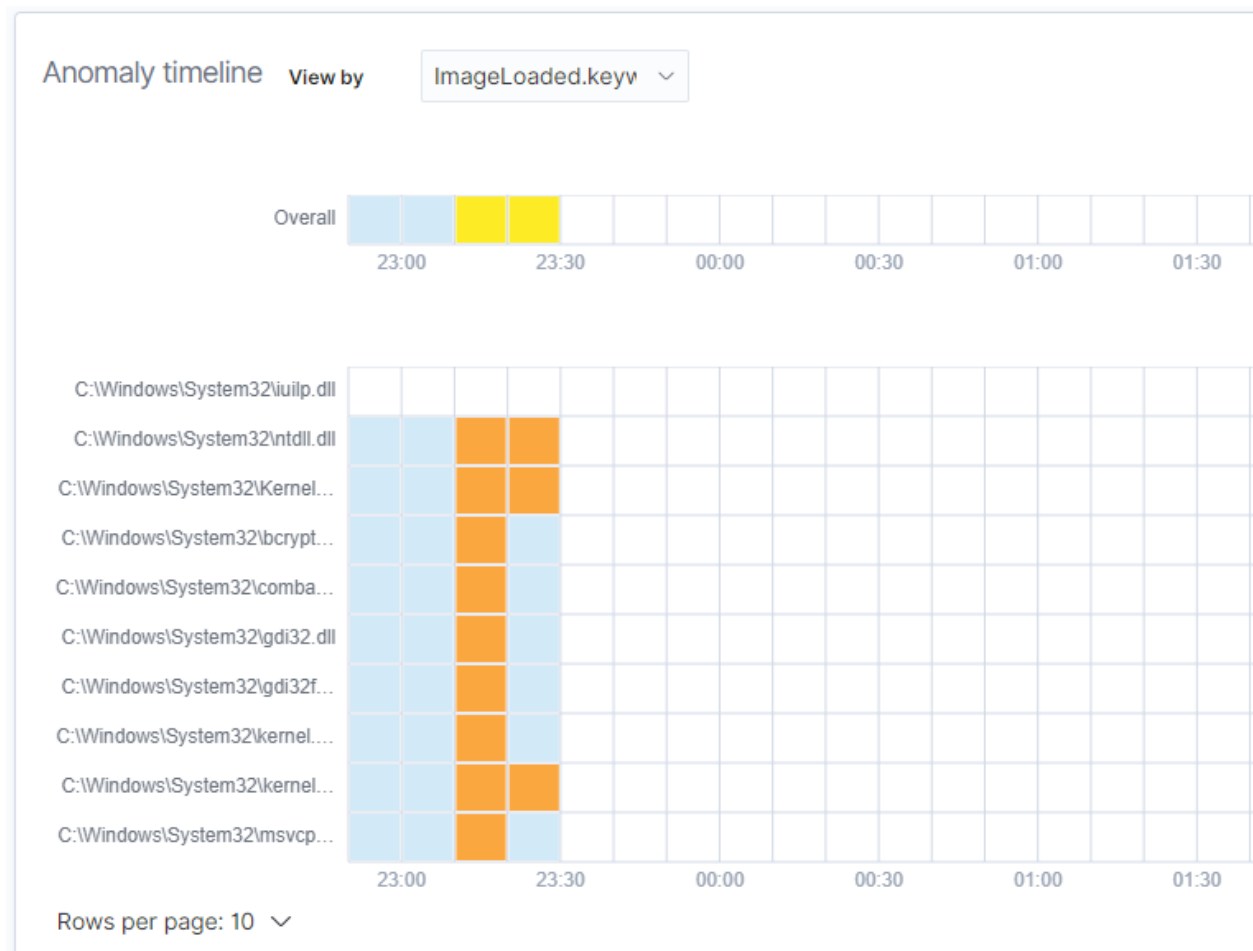 Anomaly timeline View by ImageLoaded.keyw
Overall
23:00 23:30 00:00 00:30 01:00 01:30
C:\Windows\System32\iuilp.dll
C:\Windows\System32\ntdll.dll
C:\Windows\System32\Kernel...
C:\Windows\System32\bcrypt...
C:\Windows\System32\comba...
C:\Windows\System32\gdi32.dll
C:\Windows\System32\gdi32f...
C:\Windows\System32\kernel....
C:\Windows\System32\kernel...
C:\Windows\System32\msvcp...
23:00 23:30 00:00 00:30 01:00 01:30
Rows per page: 10